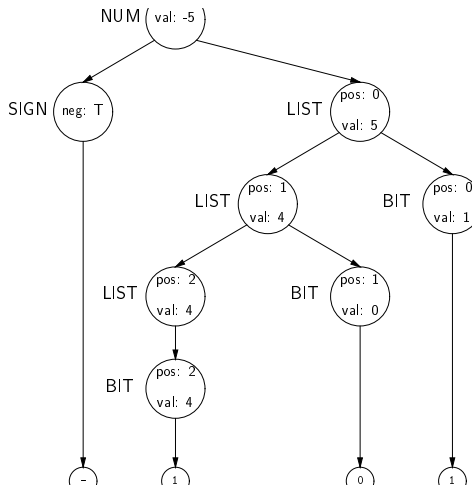 NUM val: -5
SIGN neg: T
LIST pos: 0
val: 5
LIST pos: 1
val: 4
BIT pos: 0
val: 1
LIST pos: 2
val: 4
BIT pos: 1
val: 0
BIT pos: 2
val: 4
- 1 0 1